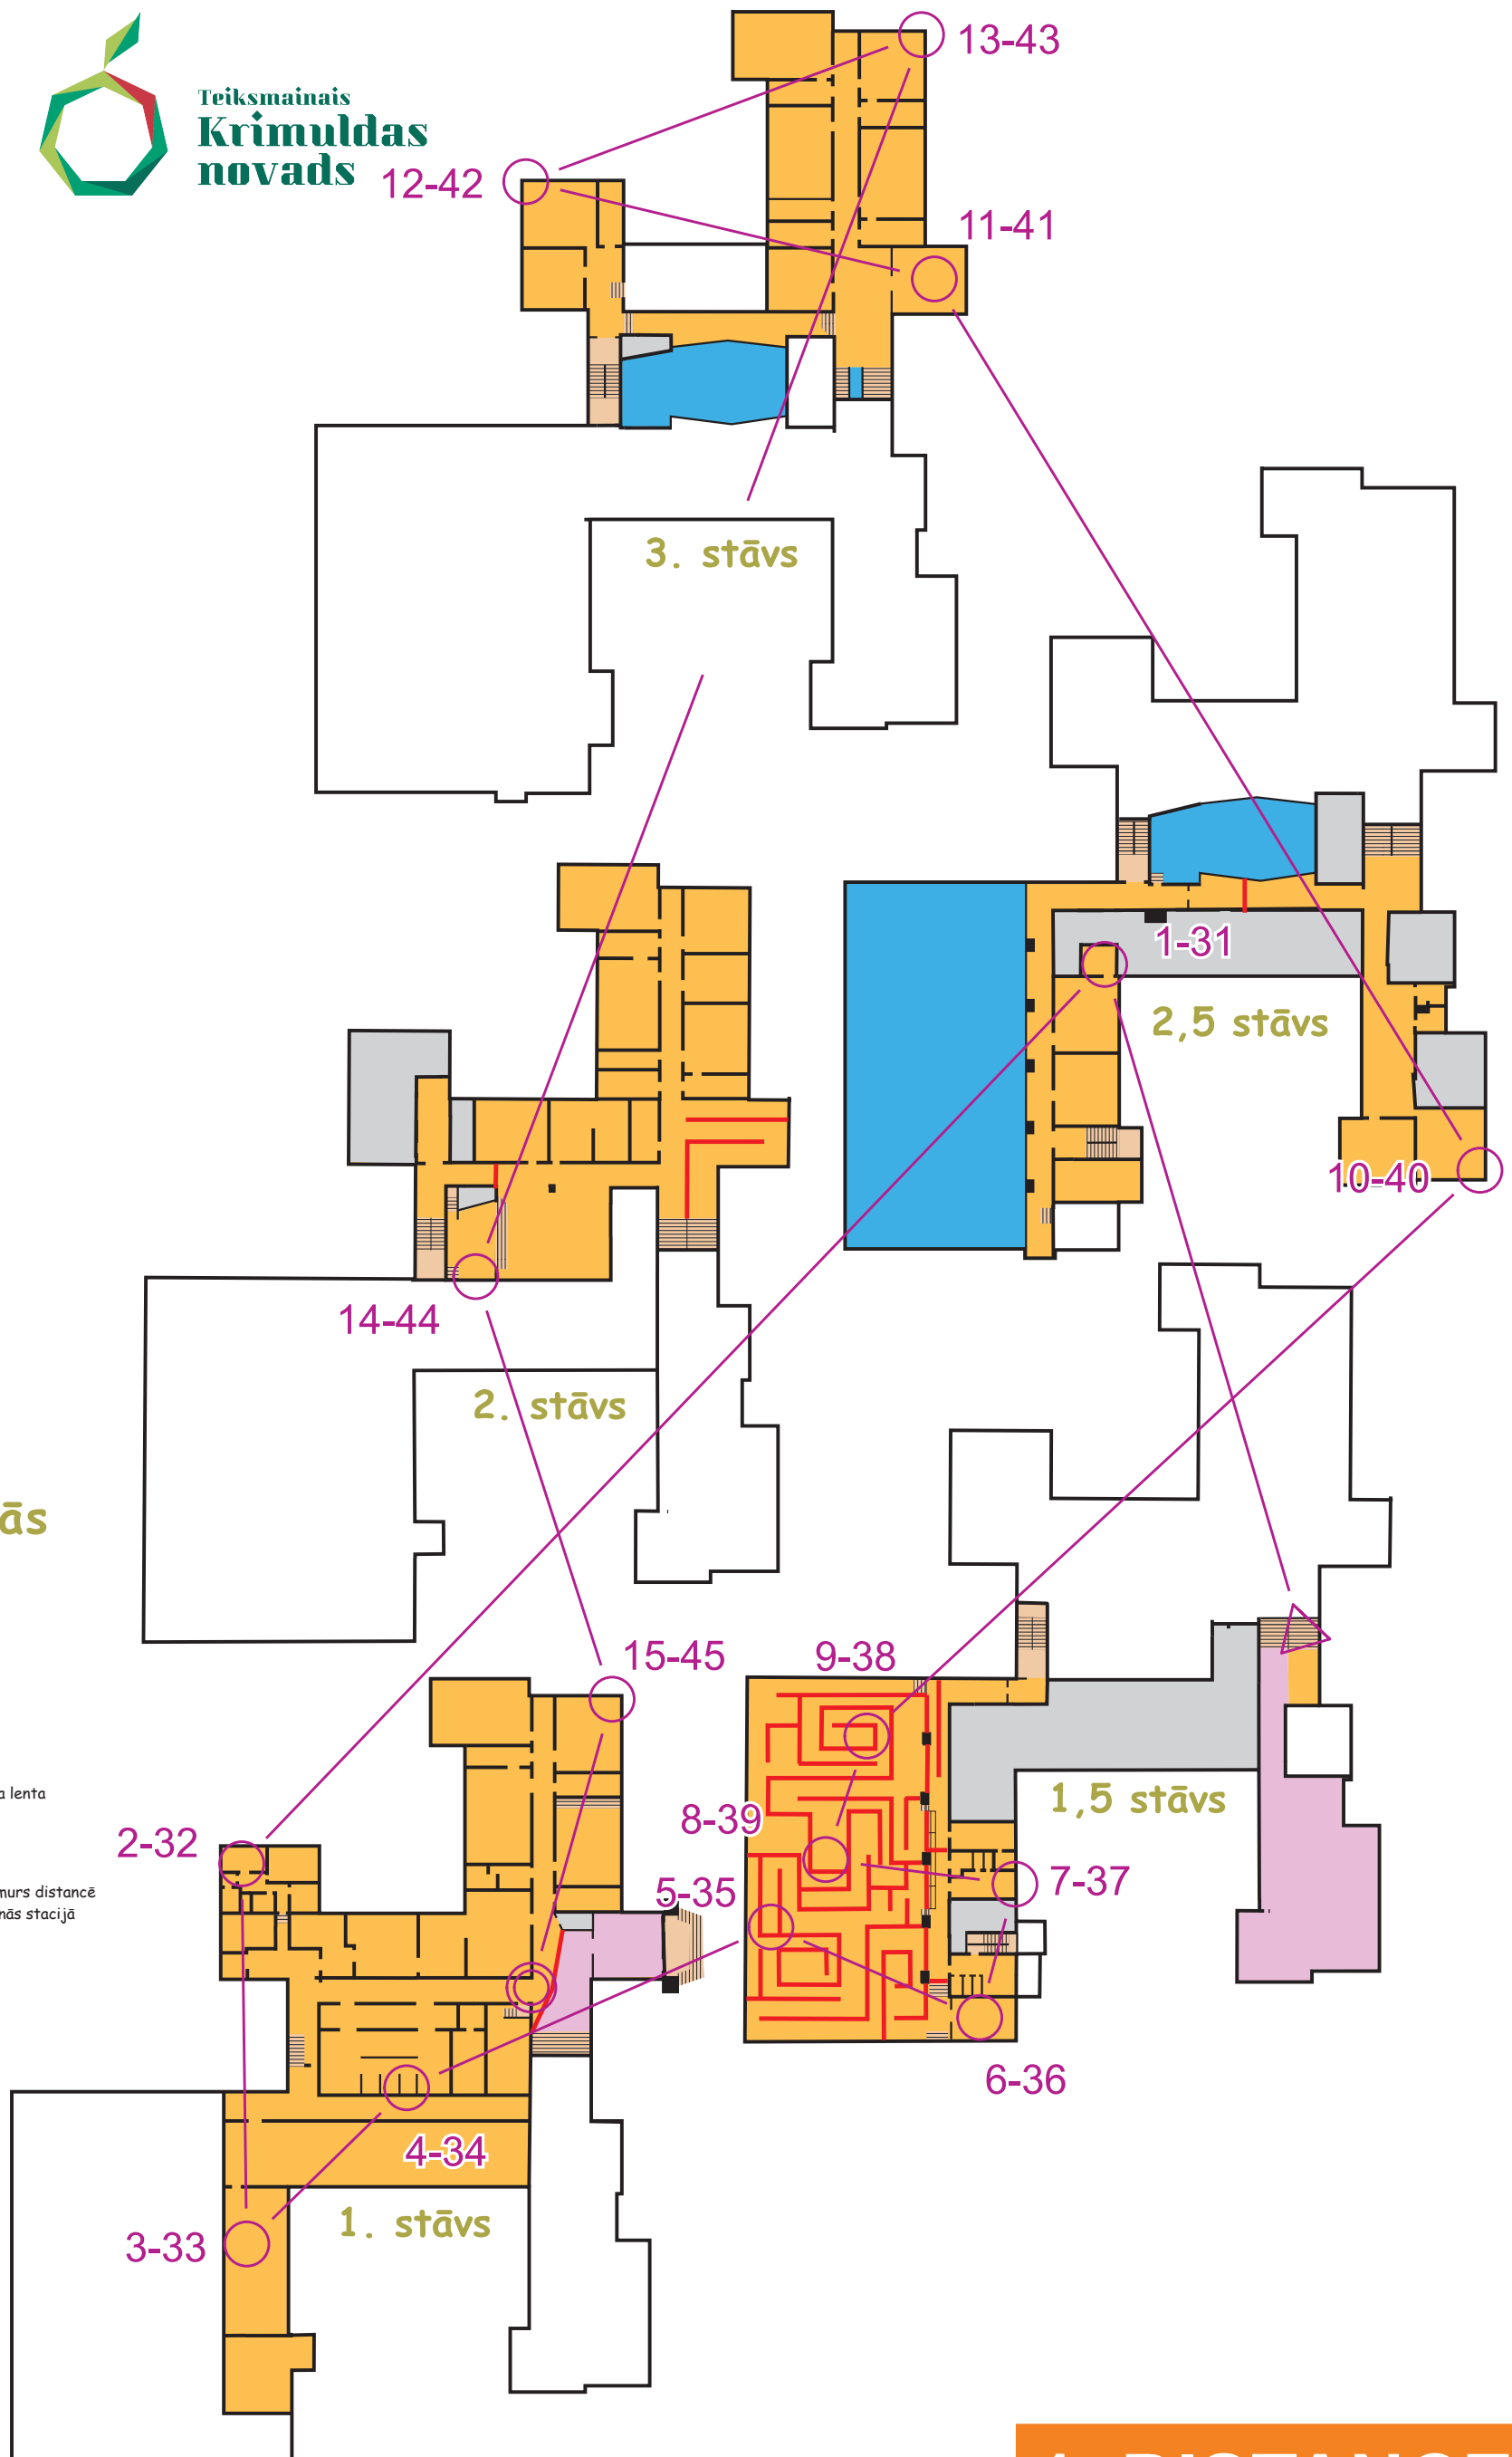 Teiksmainais
Krimuldas
novads
13-43
12-42
11-41
3. stāvs
1-31
2,5 stāvs
10-40
14-44
2. stāvs
ās
15-45
9-38
a lenta
1,5 stāvs
8-39
2-32
7-37
5-35
murs distancē
nās stacijā
6-36
4-34
1. stāvs
3-33